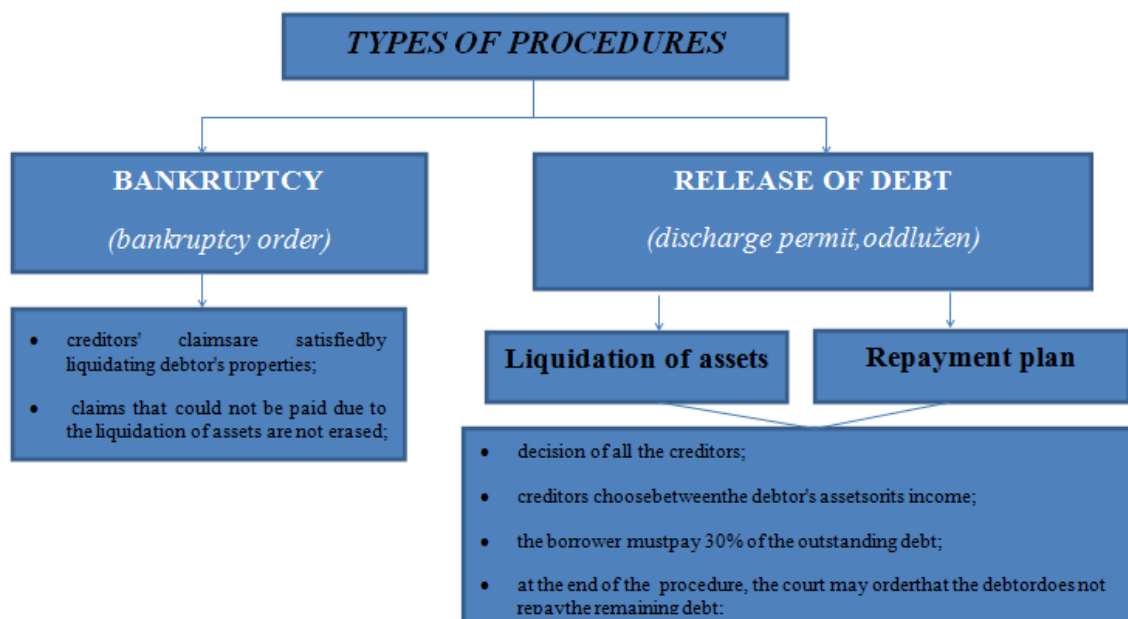 TYPES OF PROCEDURES
BANKRUPTCY
(bankruptcy order)
RELEASE OF DEBT
(discharge permit,oddlužen)
• creditors' claimsare satisfiedby
liquidating debtor's properties;
• claims that could not be paid due to
the liquidation of assets are not erased;
Liquidation of assets
Repayment plan
• decision of all the creditors;
• creditors choosebetweenthe debtor's assetsorits income;
• the borrower mustpay 30% of the outstanding debt;
• at the end of the procedure, the court may orderthat the debtordoes not
repaythe remaining debt;